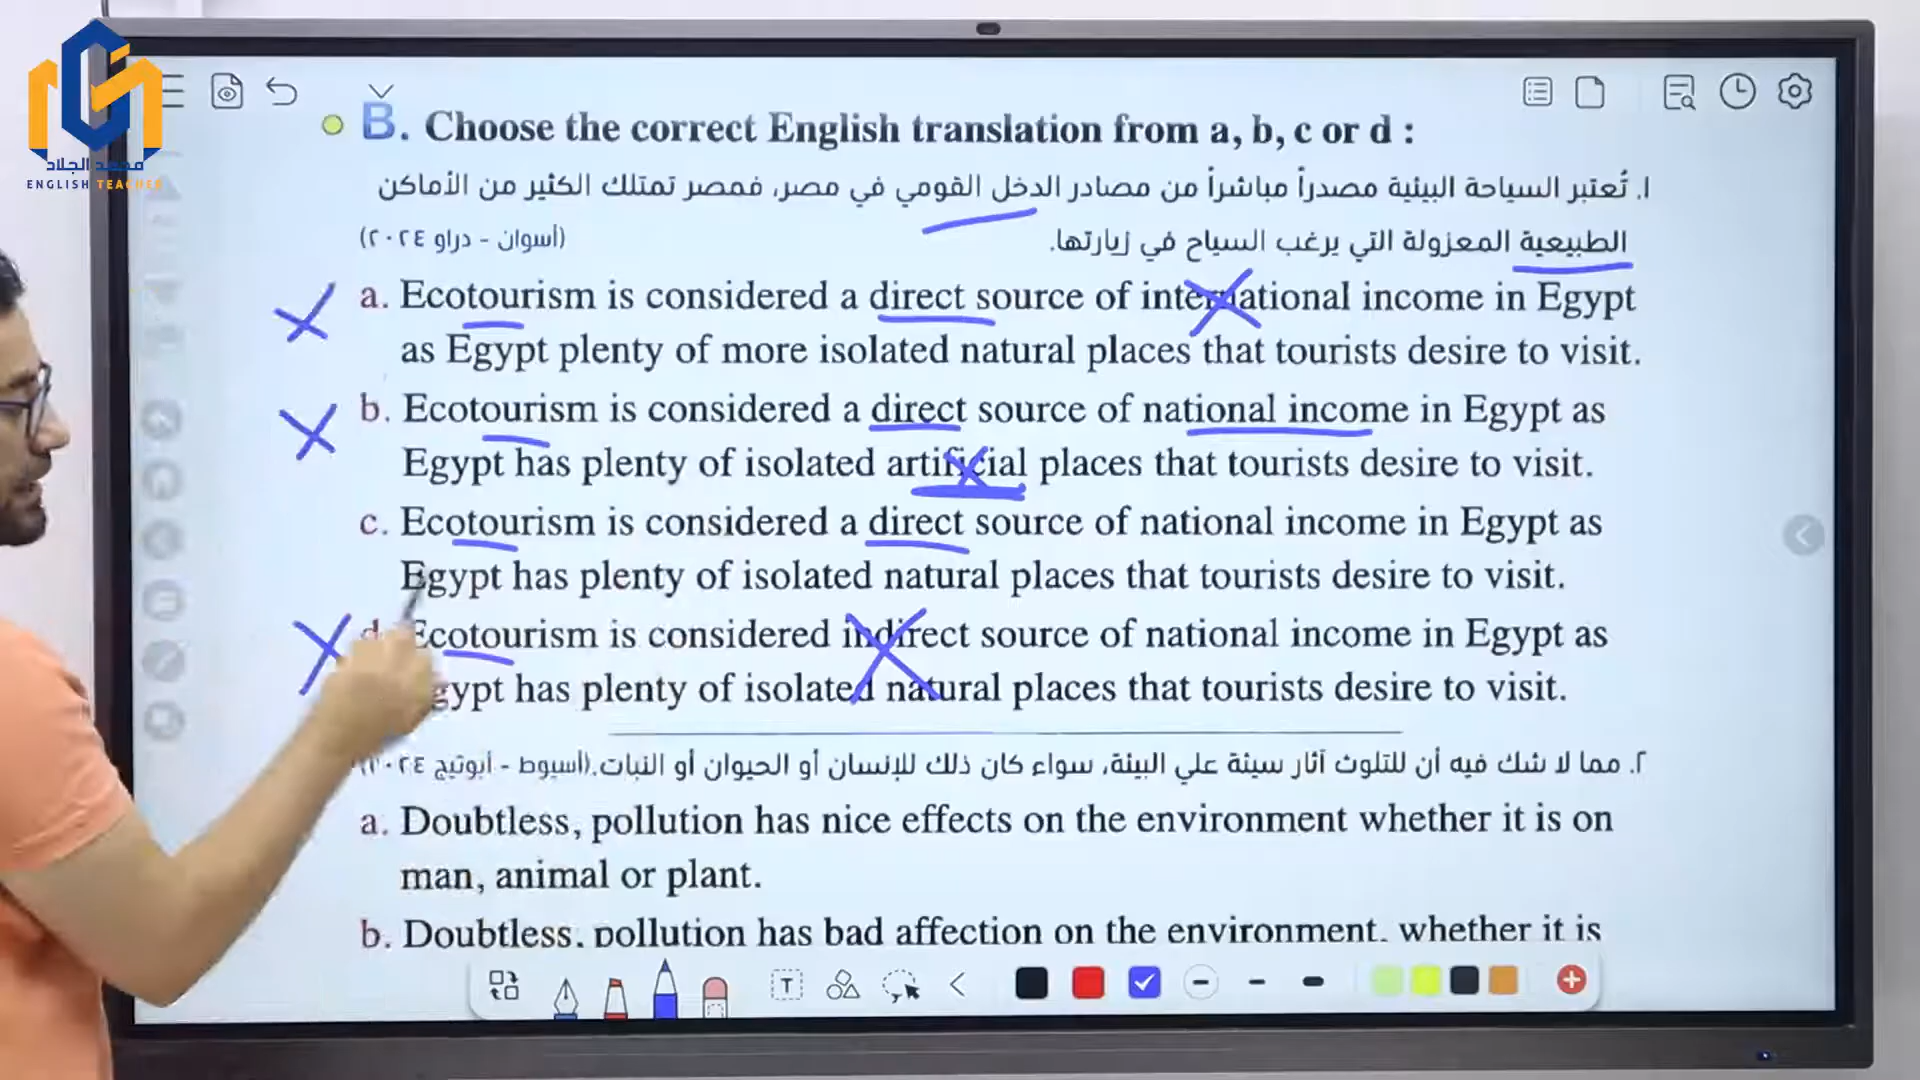 محمد الجلاد
ENGLISH TEACHER
B. Choose the correct English translation from a, b, c or d :
١. تُعتبر السياحة البيئية مصدراً مباشراً من مصادر الدخل القومي في مصر، فمصر تمتلك الكثير من الأماكن
الطبيعية المعزولة التي يرغب السياح في زيارتها. (أسوان - دراو ٢٠٢٤)
a. Ecotourism is considered a direct source of international income in Egypt
as Egypt plenty of more isolated natural places that tourists desire to visit.
b. Ecotourism is considered a direct source of national income in Egypt as
Egypt has plenty of isolated artificial places that tourists desire to visit.
c. Ecotourism is considered a direct source of national income in Egypt as
Egypt has plenty of isolated natural places that tourists desire to visit.
d. Ecotourism is considered indirect source of national income in Egypt as
Egypt has plenty of isolated natural places that tourists desire to visit.
٢. مما لا شك فيه أن للتلوث آثار سيئة علي البيئة، سواء كان ذلك للإنسان أو الحيوان أو النبات. (أسيوط - أبوتيج ٢٠٢٤)
a. Doubtless, pollution has nice effects on the environment whether it is on
man, animal or plant.
b. Doubtless, pollution has bad affection on the environment, whether it is
T